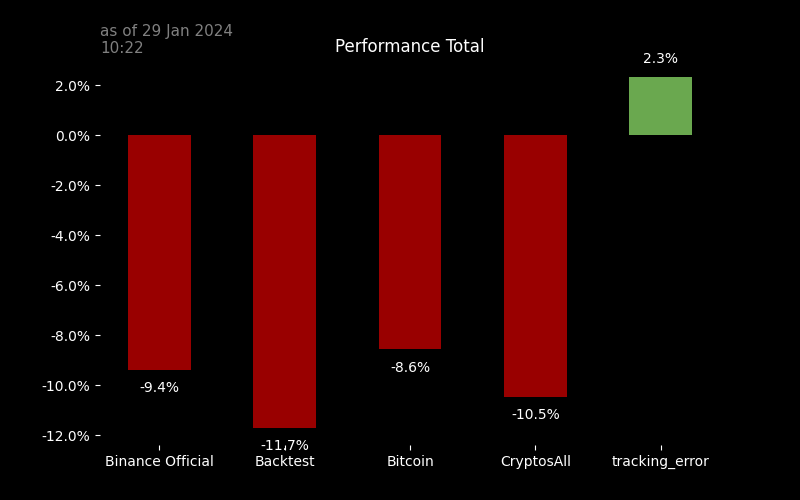 as of 29 Jan 2024
10:22
Performance Total
2.3%
2.0%
0.0%
-2.0%
-4.0%
-6.0%
-8.0%
-10.0%
-12.0%
-9.4%
-11.7%
-8.6%
-10.5%
Binance Official
Backtest
Bitcoin
CryptosAll
tracking_error